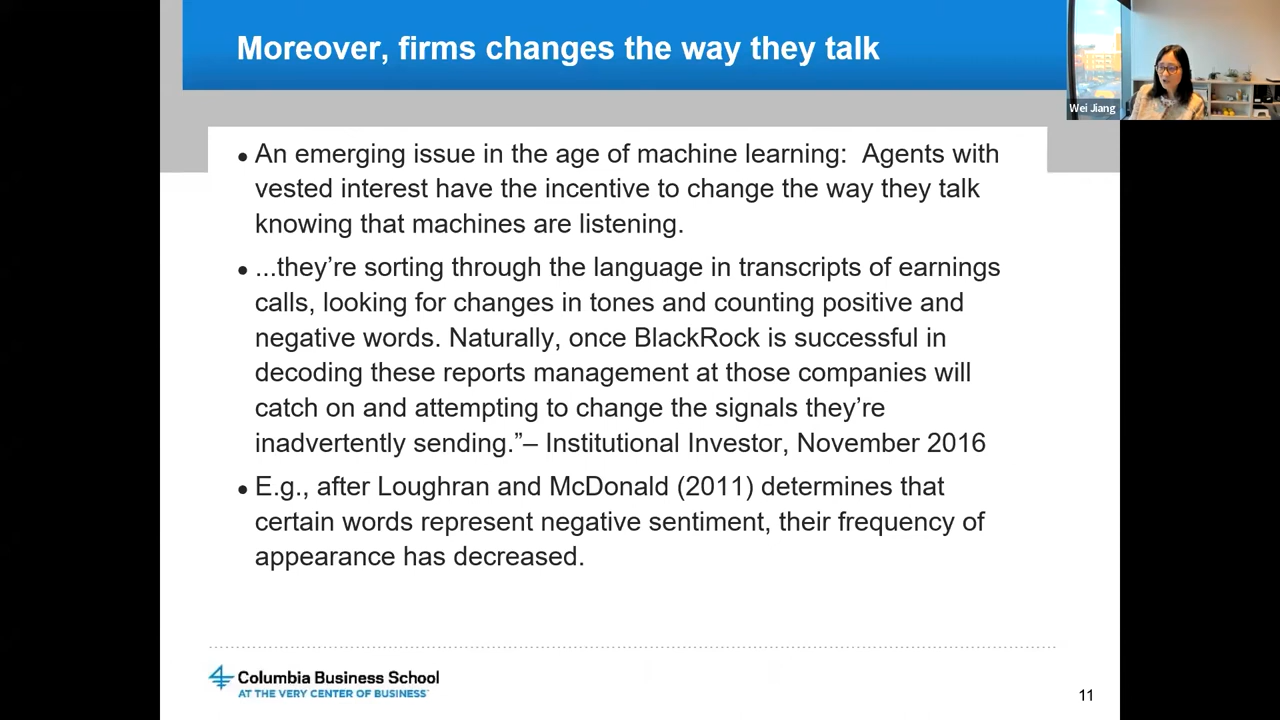 Moreover, firms changes the way they talk
Wei Jiang
• An emerging issue in the age of machine learning: Agents with
vested interest have the incentive to change the way they talk
knowing that machines are listening.
• ...they’re sorting through the language in transcripts of earnings
calls, looking for changes in tones and counting positive and
negative words. Naturally, once BlackRock is successful in
decoding these reports management at those companies will
catch on and attempting to change the signals they’re
inadvertently sending.”– Institutional Investor, November 2016
• E.g., after Loughran and McDonald (2011) determines that
certain words represent negative sentiment, their frequency of
appearance has decreased.
Columbia Business School
AT THE VERY CENTER OF BUSINESS™
11